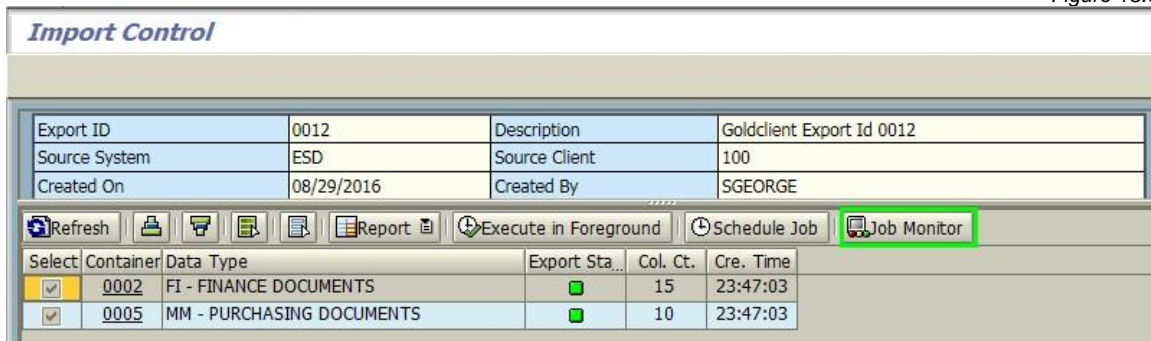 Import Control
Export ID 0012 Description Goldclient Export Id 0012
Source System ESD Source Client 100
Created On 08/29/2016 Created By SGEORGE
Refresh Report Execute in Foreground Schedule Job Job Monitor
Select Container Data Type Export Sta... Col. Ct. Cre. Time
0002 FI - FINANCE DOCUMENTS 15 23:47:03
0005 MM - PURCHASING DOCUMENTS 10 23:47:03